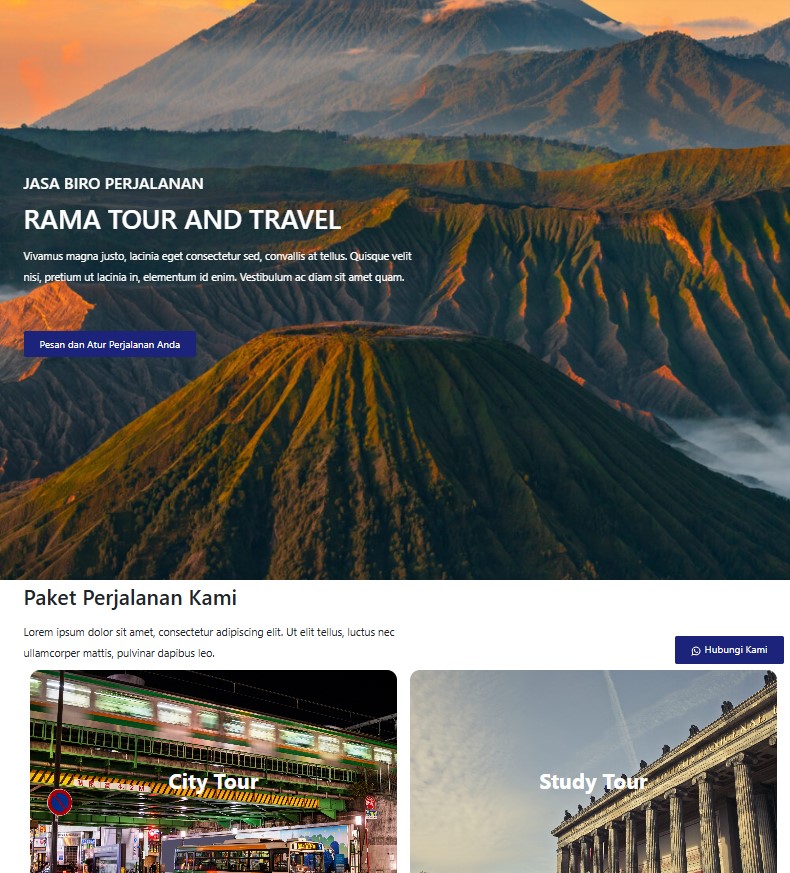 JASA BIRO PERJALANAN
RAMA TOUR AND TRAVEL
Vivamus magna justo, lacinia eget consectetur sed, convallis at tellus. Quisque velit
nisi, pretium ut lacinia in, elementum id enim. Vestibulum ac diam sit amet quam.
Pesan dan Atur Perjalanan Anda
Paket Perjalanan Kami
Lorem ipsum dolor sit amet, consectetur adipiscing elit. Ut elit tellus, luctus nec
ullamcorper mattis, pulvinar dapibus leo.
Hubungi Kami
City Tour
Study Tour